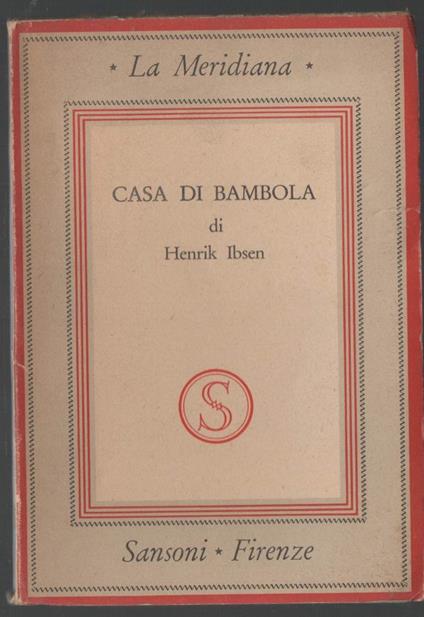 * La Meridiana *
CASA DI BAMBOLA
di
Henrik Ibsen
S
Sansoni * Firenze